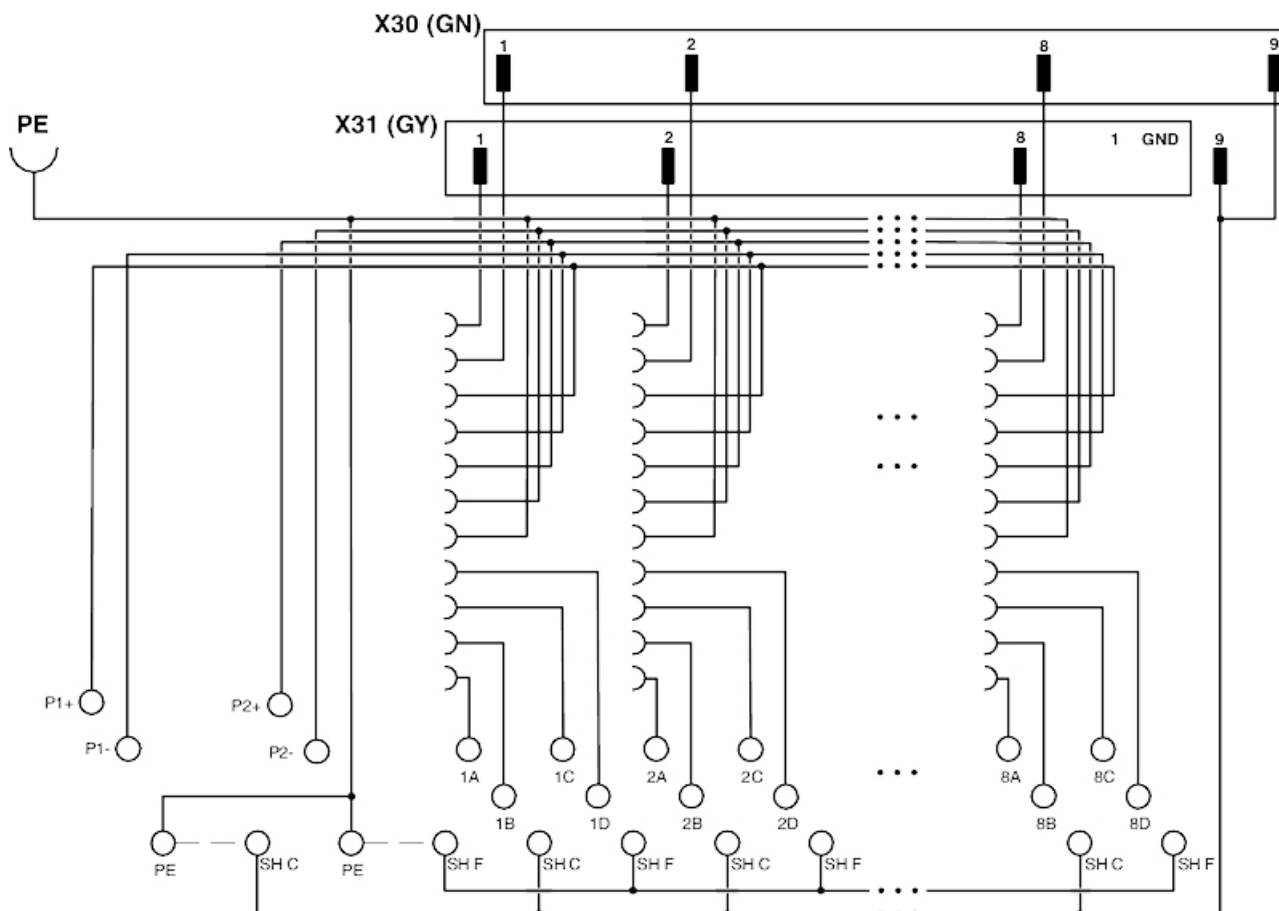 X30 (GN)
1 2 8 9
X31 (GY)
PE
1 2 8 1 GND 9
P1+ P2+
P1- P2-
1A 1C 2A 2C 8A 8C
1B 1D 2B 2D 8B 8D
PE SH C PE SH F SH C SH F SH C SH F SH C SH F